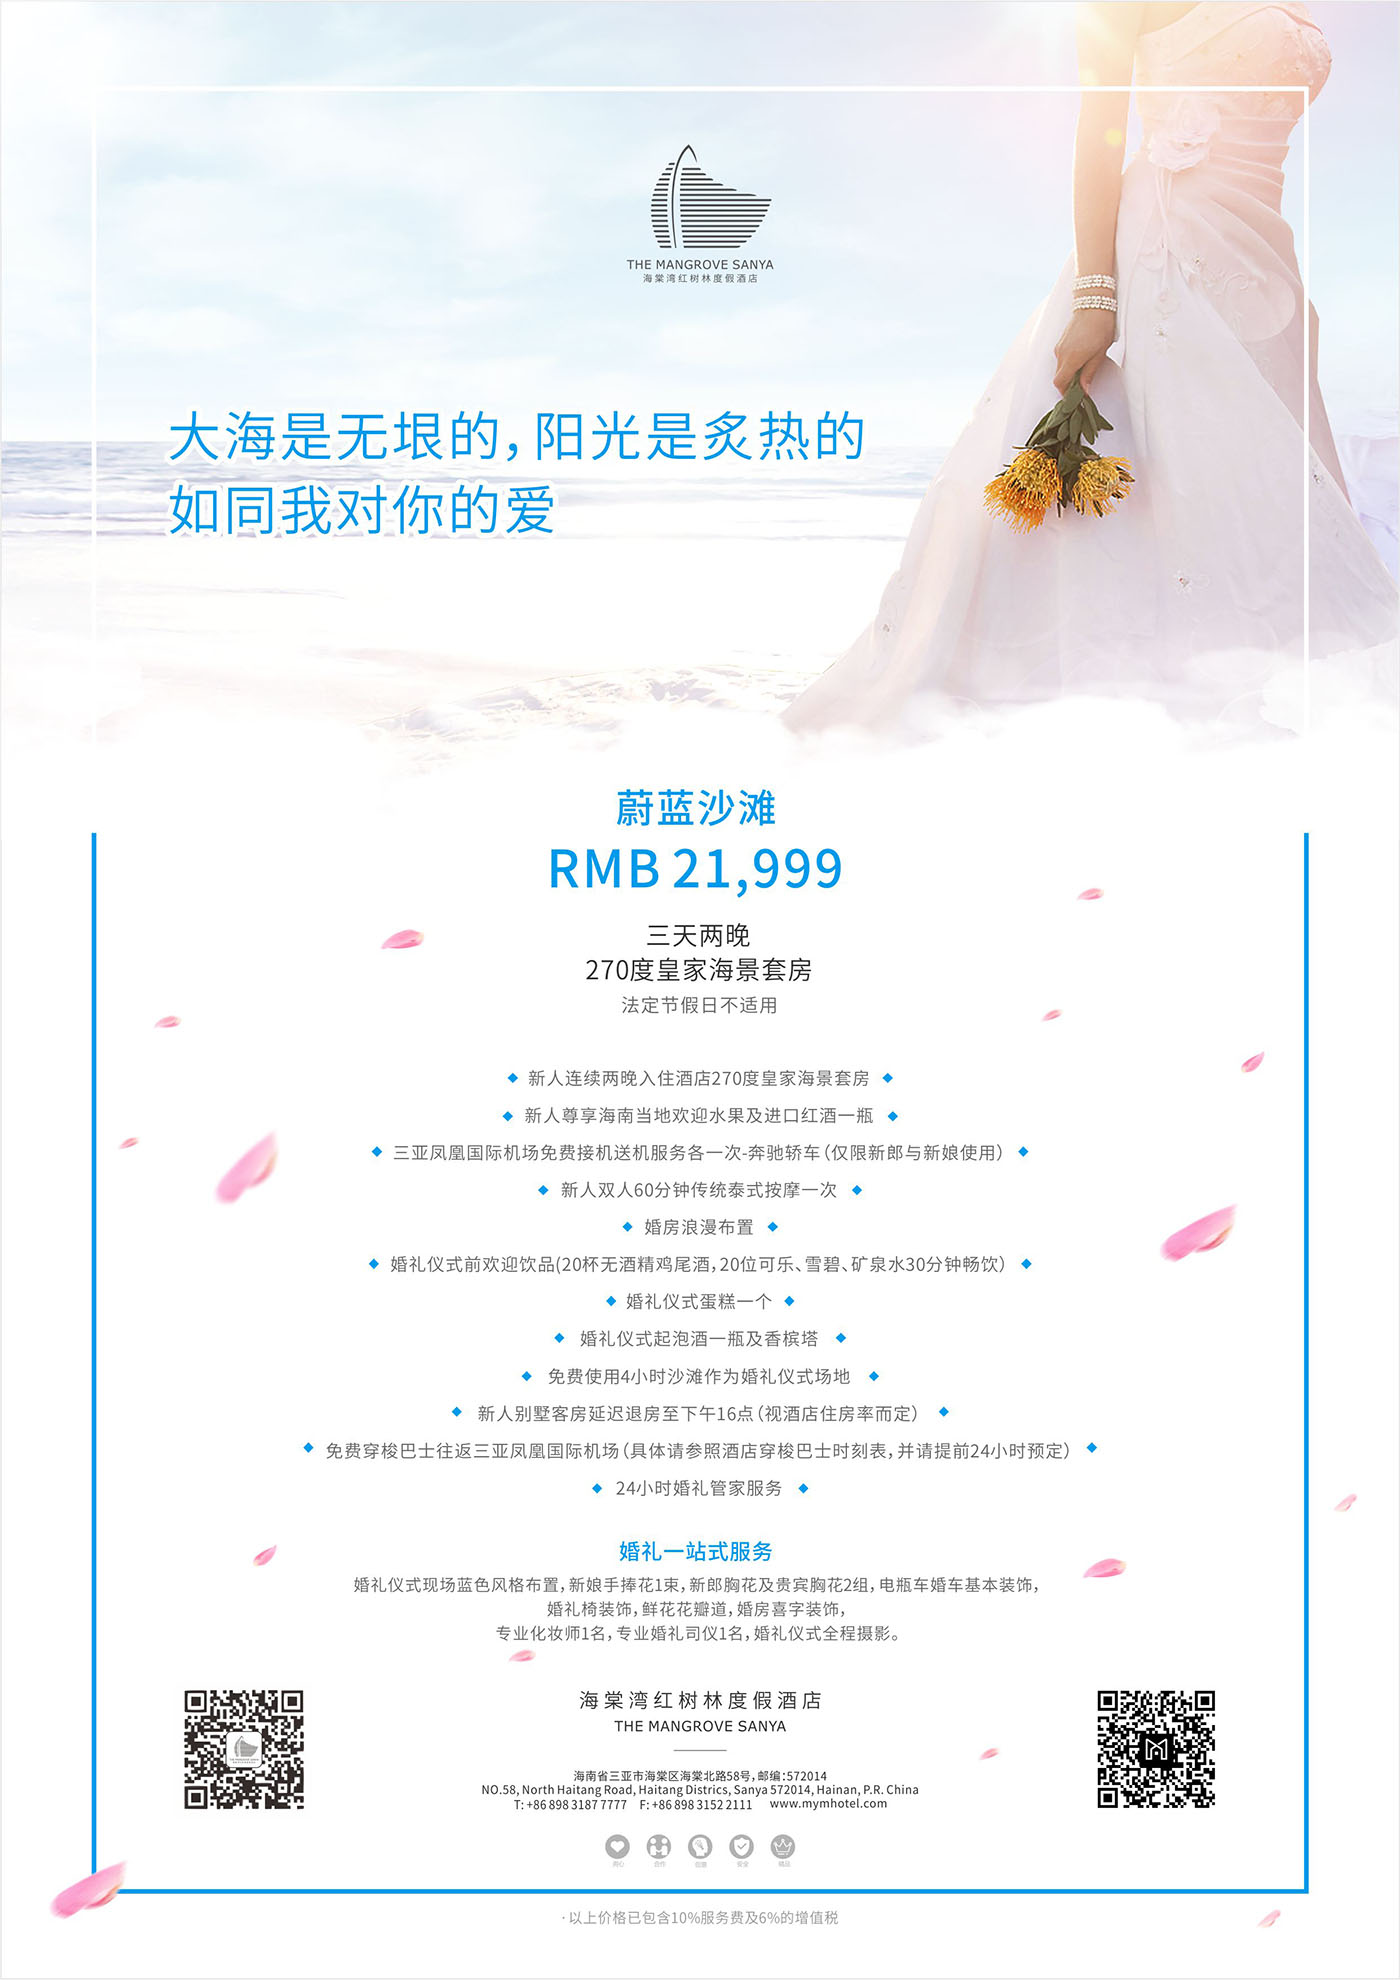 THE MANGROVE SANYA
海棠湾红树林度假酒店
大海是无垠的，阳光是炙热的
如同我对你的爱
蔚蓝沙滩
RMB 21,999
三天两晚
270度皇家海景套房
法定节假日不适用
◆ 新人连续两晚入住酒店270度皇家海景套房 ◆
◆ 新人尊享海南当地欢迎水果及进口红酒一瓶 ◆
◆ 三亚凤凰国际机场免费接机送机服务各一次-奔驰轿车（仅限新郎与新娘使用） ◆
◆ 新人双人60分钟传统泰式按摩一次 ◆
◆ 婚房浪漫布置 ◆
◆ 婚礼仪式前欢迎饮品(20杯无酒精鸡尾酒，20位可乐、雪碧、矿泉水30分钟畅饮） ◆
◆ 婚礼仪式蛋糕一个 ◆
◆ 婚礼仪式起泡酒一瓶及香槟塔 ◆
◆ 免费使用4小时沙滩作为婚礼仪式场地 ◆
◆ 新人别墅客房延迟退房至下午16点（视酒店住房率而定） ◆
◆ 免费穿梭巴士往返三亚凤凰国际机场（具体请参照酒店穿梭巴士时刻表，并请提前24小时预定） ◆
◆ 24小时婚礼管家服务 ◆
婚礼一站式服务
婚礼仪式现场蓝色风格布置，新娘手捧花1束，新郎胸花及贵宾胸花2组，电瓶车婚车基本装饰，
婚礼椅装饰，鲜花花瓣道，婚房喜字装饰，
专业化妆师1名，专业婚礼司仪1名，婚礼仪式全程摄影。
海棠湾红树林度假酒店
THE MANGROVE SANYA
海南省三亚市海棠区海棠北路58号，邮编：572014
NO.58, North Haitang Road, Haitang Districs, Sanya 572014, Hainan, P.R. China
T: +86 898 3187 7777 F: +86 898 3152 2111 www.mymhotel.com
用心 合作 创意 安全 精品
· 以上价格已包含10%服务费及6%的增值税